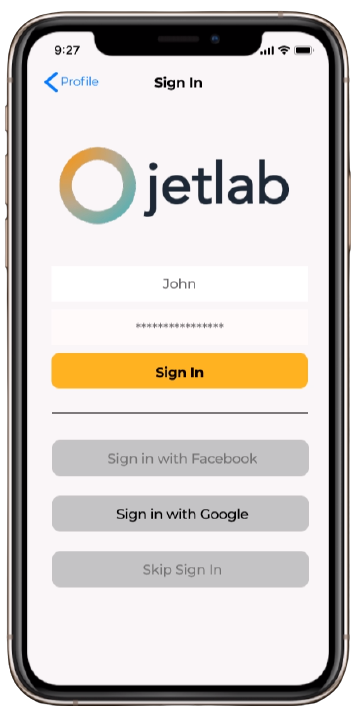 9:27
Profile
Sign In
jetlab
John
****************
Sign In
Sign in with Facebook
Sign in with Google
Skip Sign In